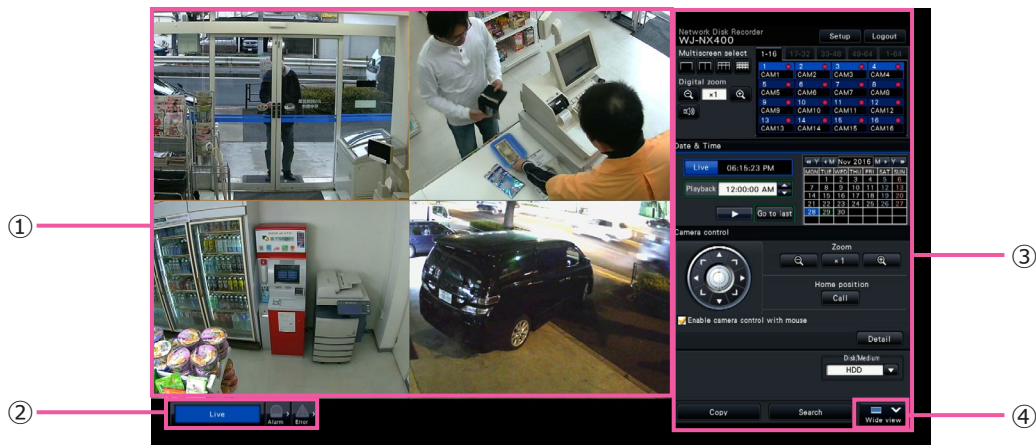 ①
②
③
④
Network Disk Recorder
WJ-NX400
Setup
Logout
Multiscreen select
1-16
17-32
33-48
49-64
1-64
1 2 3 4
CAM1 CAM2 CAM3 CAM4
5 6 7 8
CAM5 CAM6 CAM7 CAM8
9 10 11 12
CAM9 CAM10 CAM11 CAM12
13 14 15 16
CAM13 CAM14 CAM15 CAM16
Digital zoom
×1
Date & Time
Live 06:15:23 PM
Playback 12:00:00 AM
Go to last
Y M Nov 2016 M Y
MON TUE WED THU FRI SAT SUN
1 2 3 4 5 6
7 8 9 10 11 12 13
14 15 16 17 18 19 20
21 22 23 24 25 26 27
28 29 30
Camera control
Zoom
×1
Home position
Call
Enable camera control with mouse
Detail
Disk/Medium
HDD
Live
Alarm
Error
Copy
Search
Wide view